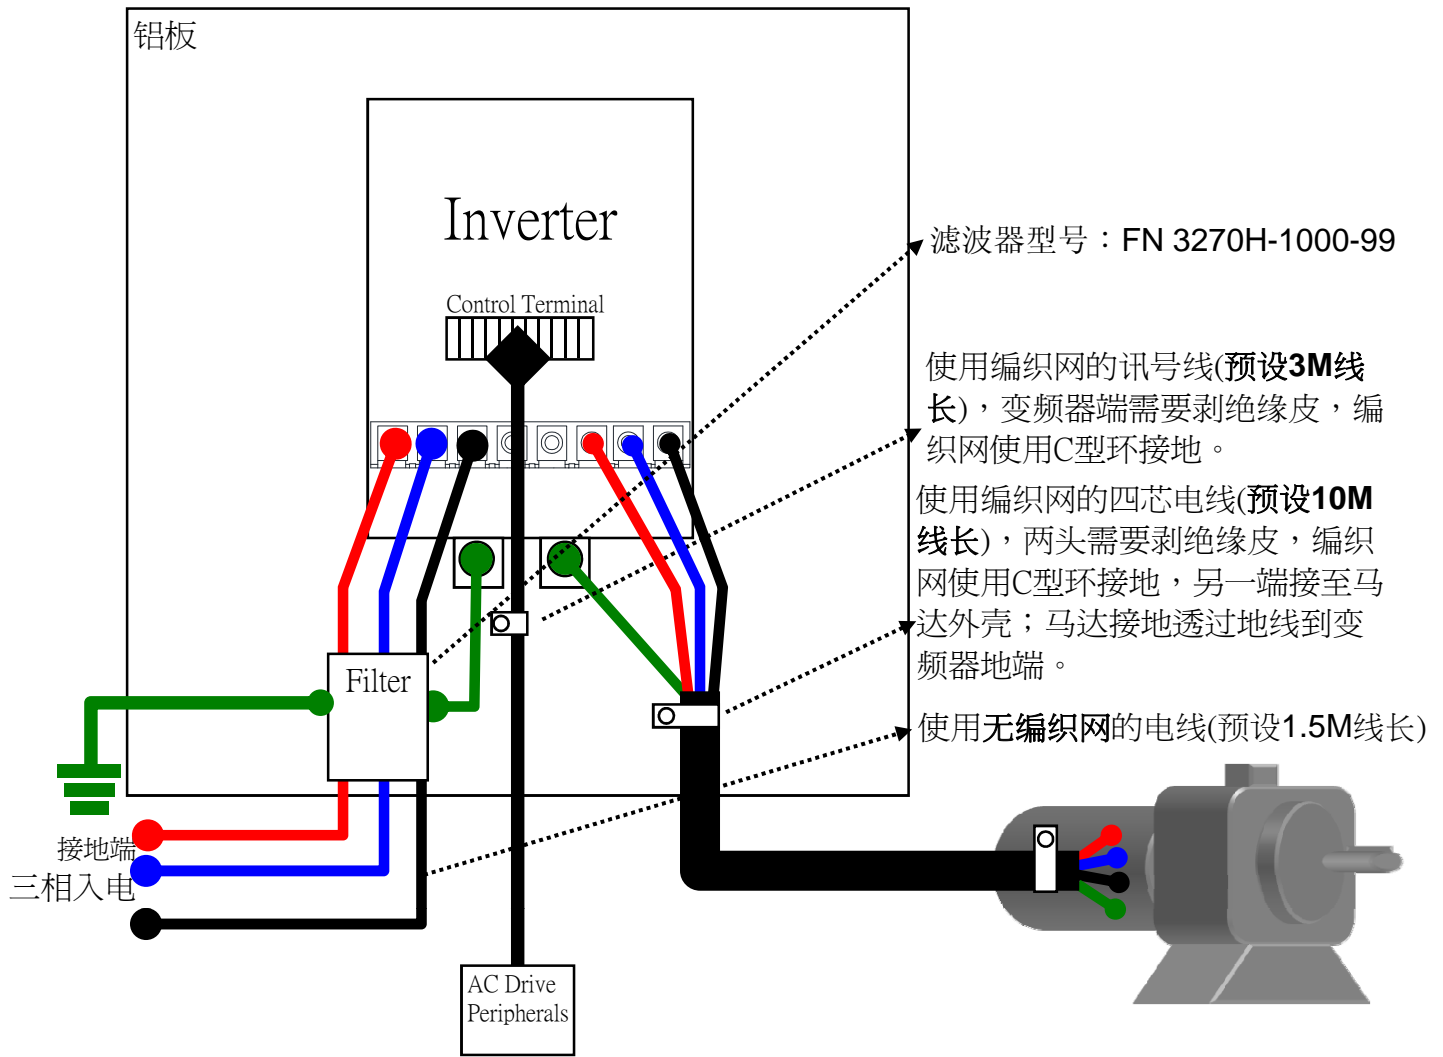 铝板
Inverter
Control Terminal
滤波器型号：FN 3270H-1000-99
使用编织网的讯号线(预设3M线
长)，变频器端需要剥绝缘皮，编
织网使用C型环接地。
使用编织网的四芯电线(预设10M
线长)，两头需要剥绝缘皮，编织
网使用C型环接地，另一端接至马
达外壳；马达接地透过地线到变
频器地端。
Filter
使用无编织网的电线(预设1.5M线长)
接地端
三相入电
AC Drive
Peripherals